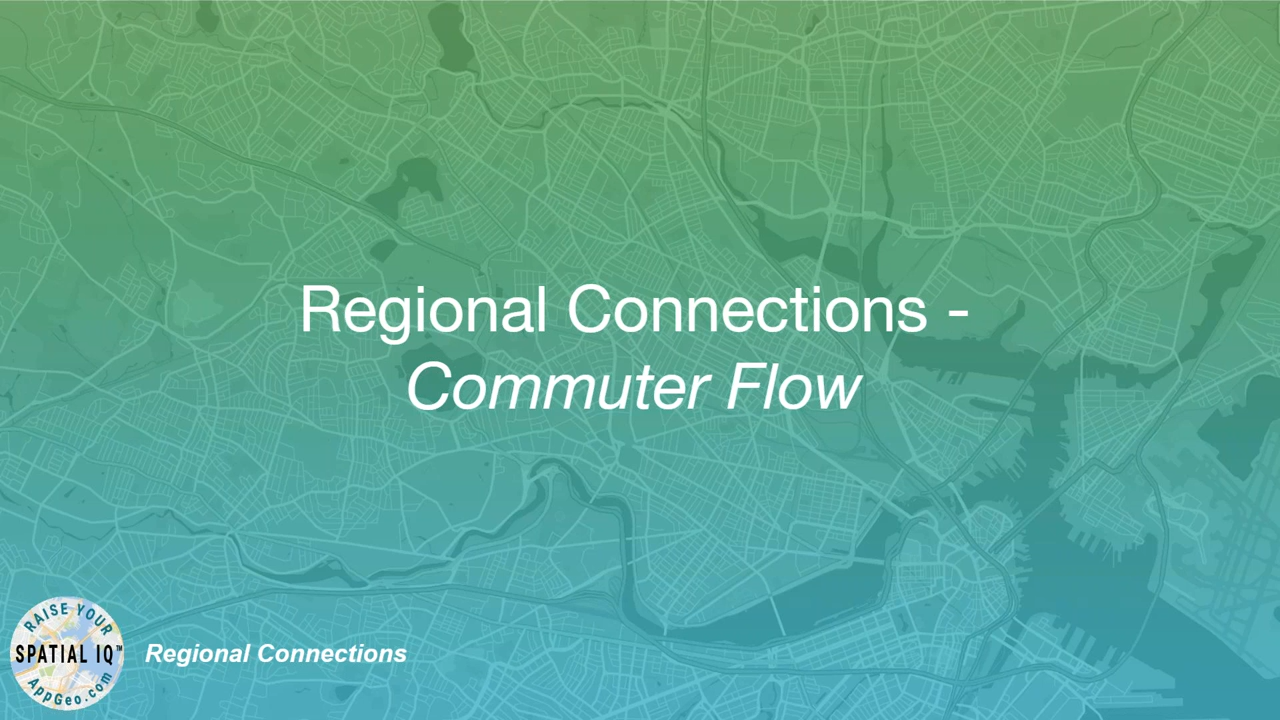 Regional Connections -
Commuter Flow
RAISE YOUR
SPATIAL IQ™
AppGeo.com
Regional Connections